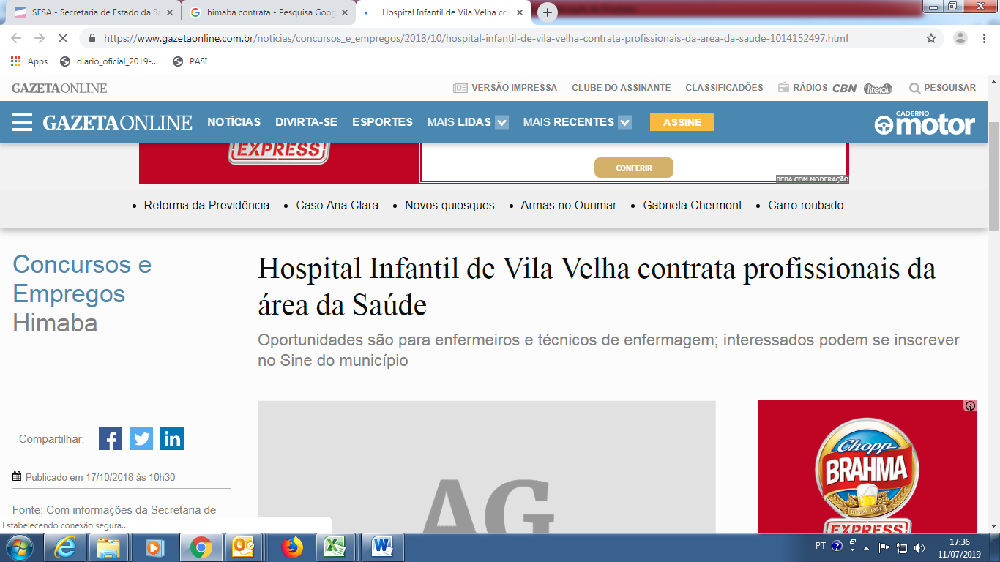 SESA - Secretaria de Estado da Sa
himaba contrata - Pesquisa Goog
Hospital Infantil de Vila Velha co
https://www.gazetaonline.com.br/noticias/concursos_e_empregos/2018/10/hospital-infantil-de-vila-velha-contrata-profissionais-da-area-da-saude-1014152497.html
Apps diario_oficial_2019-... PASI
GAZETAONLINE VERSÃO IMPRESSA CLUBE DO ASSINANTE CLASSIFICADÕES RÁDIOS CBN litoral PESQUISAR
GAZETAONLINE NOTÍCIAS DIVIRTA-SE ESPORTES MAIS LIDAS MAIS RECENTES ASSINE CADERNO motor
EXPRESS
CONFERIR
BEBA COM MODERAÇÃO
• Reforma da Previdência • Caso Ana Clara • Novos quiosques • Armas no Ourimar • Gabriela Chermont • Carro roubado
Concursos e
Empregos
Himaba
Hospital Infantil de Vila Velha contrata profissionais da
área da Saúde
Oportunidades são para enfermeiros e técnicos de enfermagem; interessados podem se inscrever
no Sine do município
Compartilhar:
Publicado em 17/10/2018 às 10h30
Fonte: Com informações da Secretaria de
AG
Chopp
BRAHMA
DESDE 1888
EXPRESS
Estabelecendo conexão segura...
PT
17:36
11/07/2019